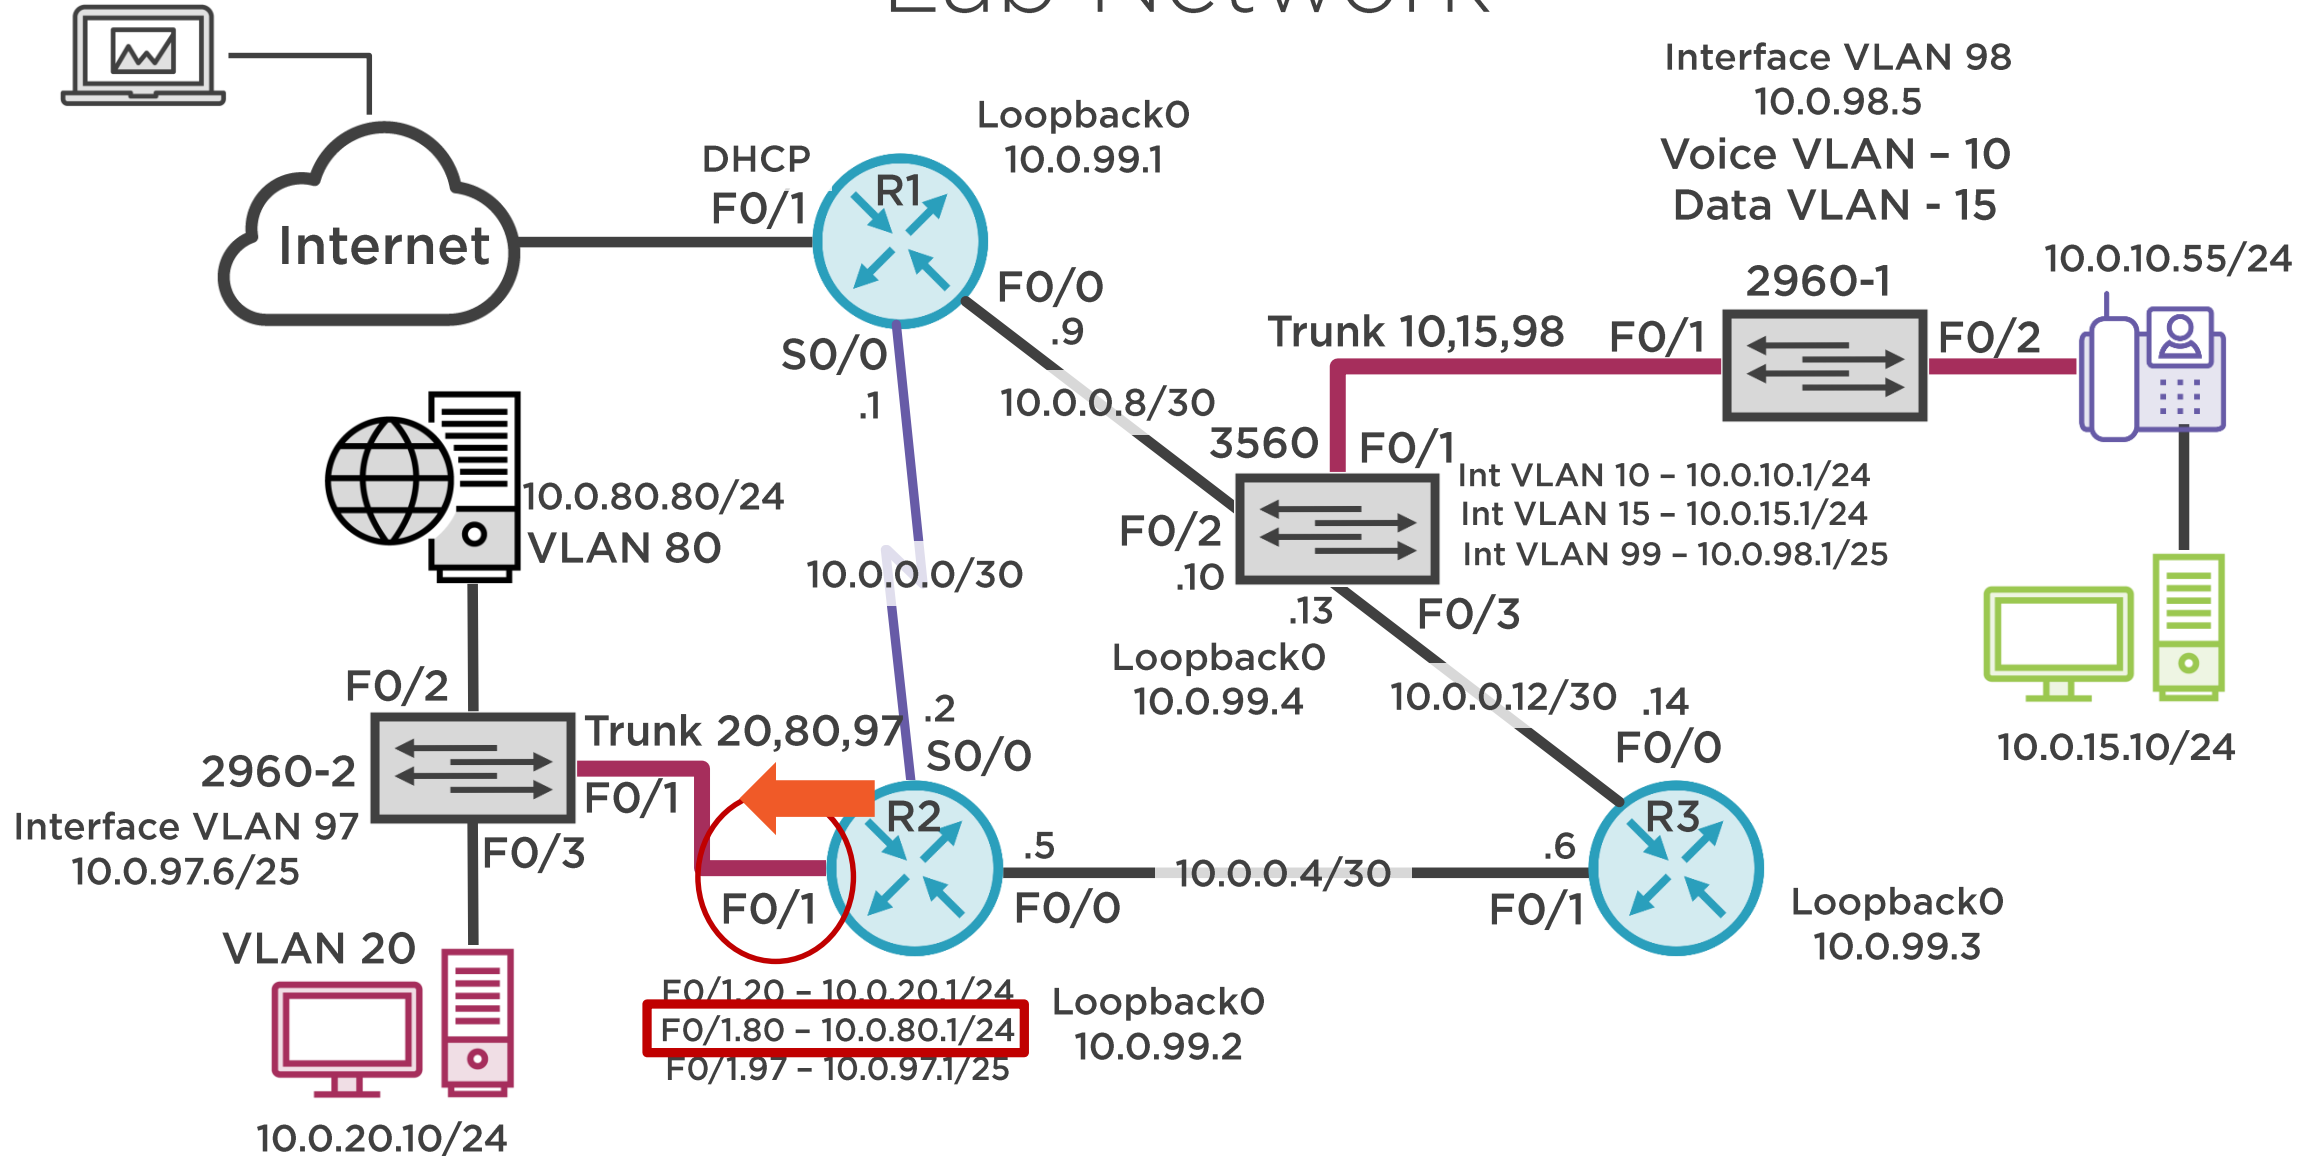 Lab Network
Interface VLAN 98
10.0.98.5
Voice VLAN – 10
Data VLAN - 15
Loopback0
10.0.99.1
DHCP
F0/1
R1
Internet
F0/0
.9
S0/0
.1
10.0.10.55/24
2960-1
Trunk 10,15,98
F0/1
F0/2
10.0.0.8/30
3560
F0/1
Int VLAN 10 – 10.0.10.1/24
Int VLAN 15 – 10.0.15.1/24
Int VLAN 99 – 10.0.98.1/25
F0/2
.10
.13
F0/3
10.0.80.80/24
VLAN 80
10.0.0.0/30
Loopback0
10.0.99.4
10.0.0.12/30
.14
F0/0
10.0.15.10/24
F0/2
Trunk 20,80,97
.2
S0/0
2960-2
F0/1
Interface VLAN 97
10.0.97.6/25
F0/3
R2
.5
10.0.0.4/30
.6
R3
F0/1
F0/0
F0/1
Loopback0
10.0.99.3
VLAN 20
F0/1.20 – 10.0.20.1/24
F0/1.80 – 10.0.80.1/24
F0/1.97 – 10.0.97.1/25
Loopback0
10.0.99.2
10.0.20.10/24